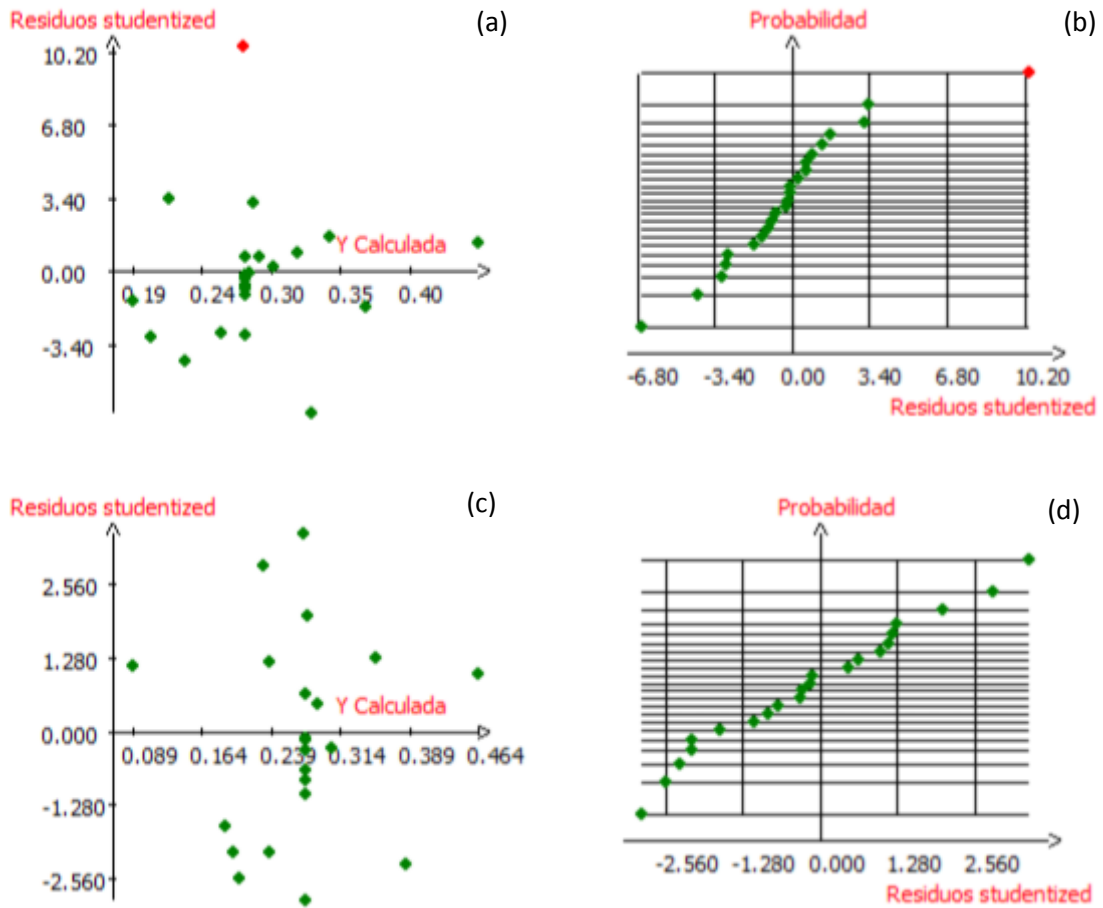 Residuos studentized
(a)
10.20
6.80
3.40
Y Calculada
0.00
0.19 0.24 0.30 0.35 0.40
-3.40
Probabilidad
(b)
-6.80 -3.40 0.00 3.40 6.80 10.20
Residuos studentized
Residuos studentized
(c)
2.560
1.280
Y Calculada
0.000
0.089 0.164 0.239 0.314 0.389 0.464
-1.280
-2.560
Probabilidad
(d)
-2.560 -1.280 0.000 1.280 2.560
Residuos studentized